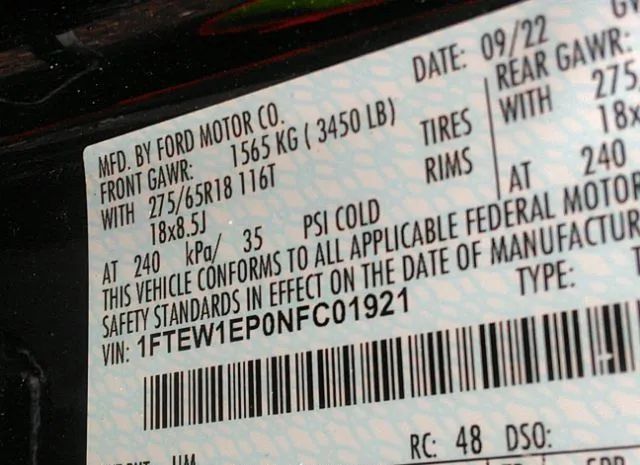 MFD. BY FORD MOTOR CO. DATE: 09/22
FRONT GAWR: 1565 KG ( 3450 LB) REAR GAWR:
WITH 275/65R18 116T TIRES WITH 275
18x8.5J RIMS 18x
AT 240 kPa/ 35 PSI COLD AT 240
THIS VEHICLE CONFORMS TO ALL APPLICABLE FEDERAL MOTOR
SAFETY STANDARDS IN EFFECT ON THE DATE OF MANUFACTUR
VIN: 1FTEW1EP0NFC01921 TYPE:
RC: 48 DSO: